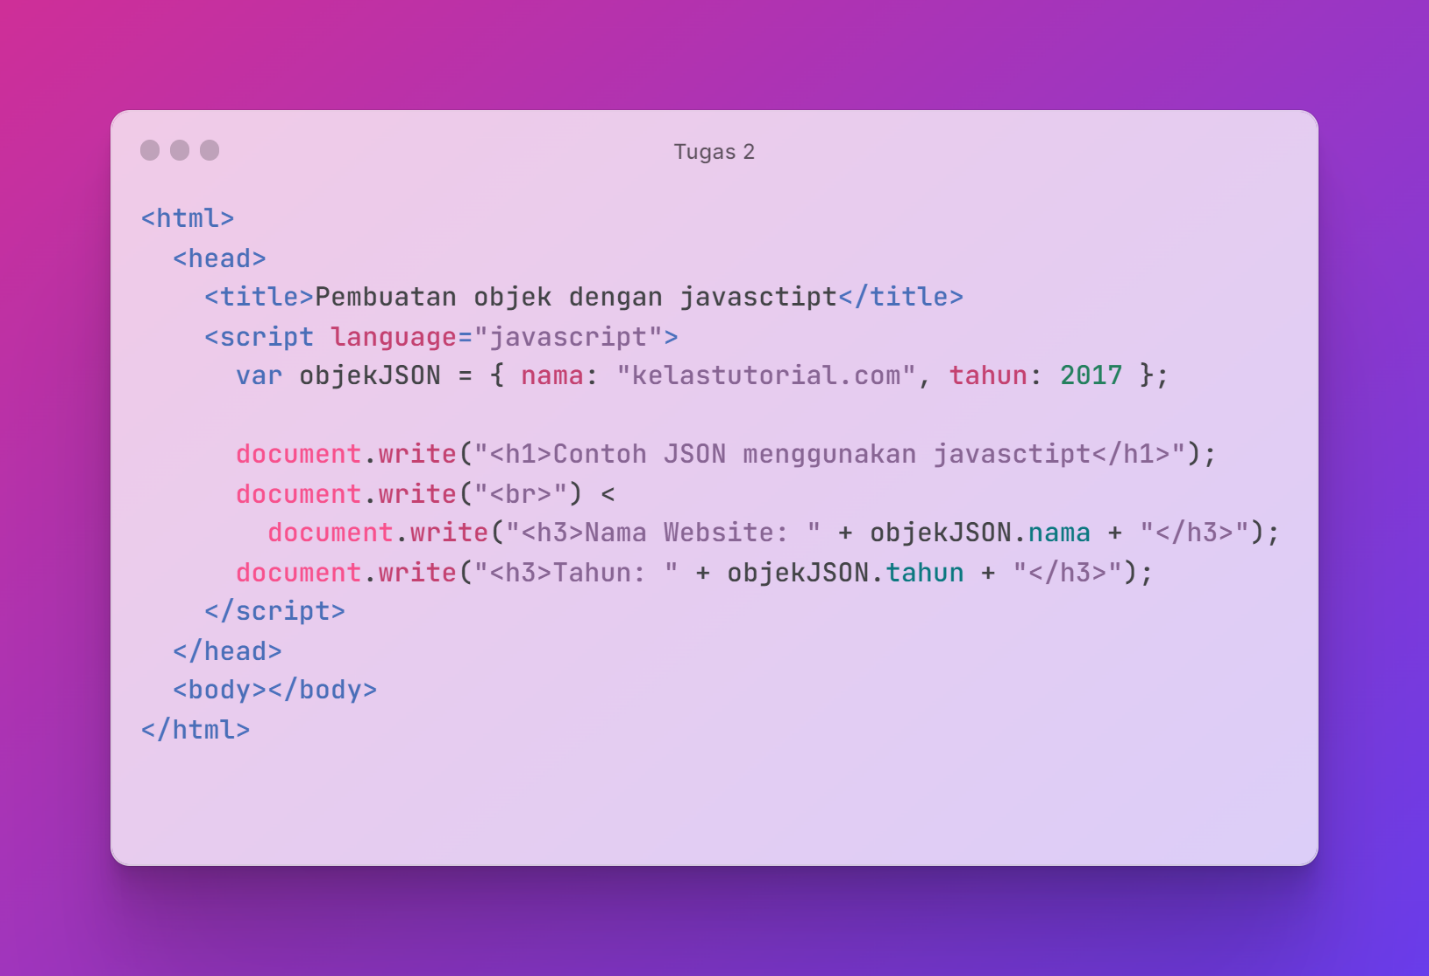 Tugas 2
<html>
<head>
<title>Pembuatan objek dengan javasctipt</title>
<script language="javascript">
var objekJSON = { nama: "kelastutorial.com", tahun: 2017 };
document.write("<h1>Contoh JSON menggunakan javasctipt</h1>");
document.write("<br>") <
document.write("<h3>Nama Website: " + objekJSON.nama + "</h3>");
document.write("<h3>Tahun: " + objekJSON.tahun + "</h3>");
</script>
</head>
<body></body>
</html>